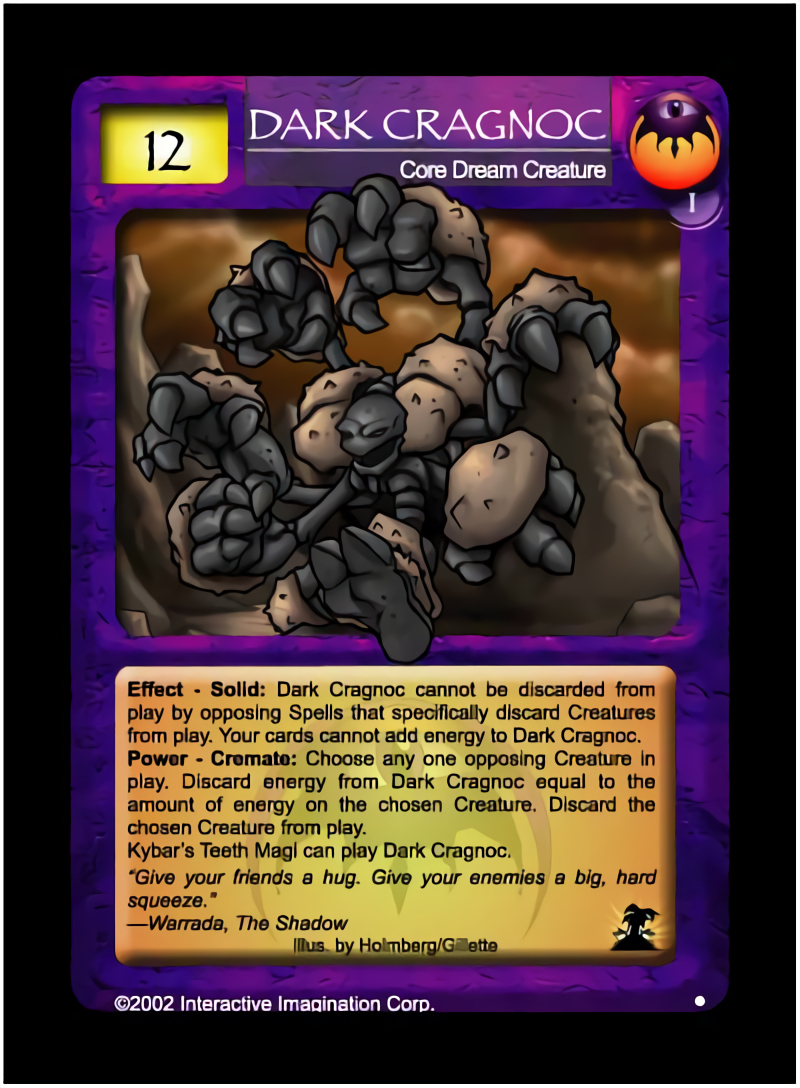 12
DARK CRAGNOC
Core Dream Creature
I
Effect - Solid: Dark Cragnoc cannot be discarded from
play by opposing Spells that specifically discard Creatures
from play. Your cards cannot add energy to Dark Cragnoc.
Power - Cremate: Choose any one opposing Creature in
play. Discard energy from Dark Cragnoc equal to the
amount of energy on the chosen Creature. Discard the
chosen Creature from play.
Kybar's Teeth Magi can play Dark Cragnoc.
"Give your friends a hug. Give your enemies a big, hard
squeeze."
—Warrada, The Shadow
Illus. by Holmberg/Gillette
©2002 Interactive Imagination Corp.